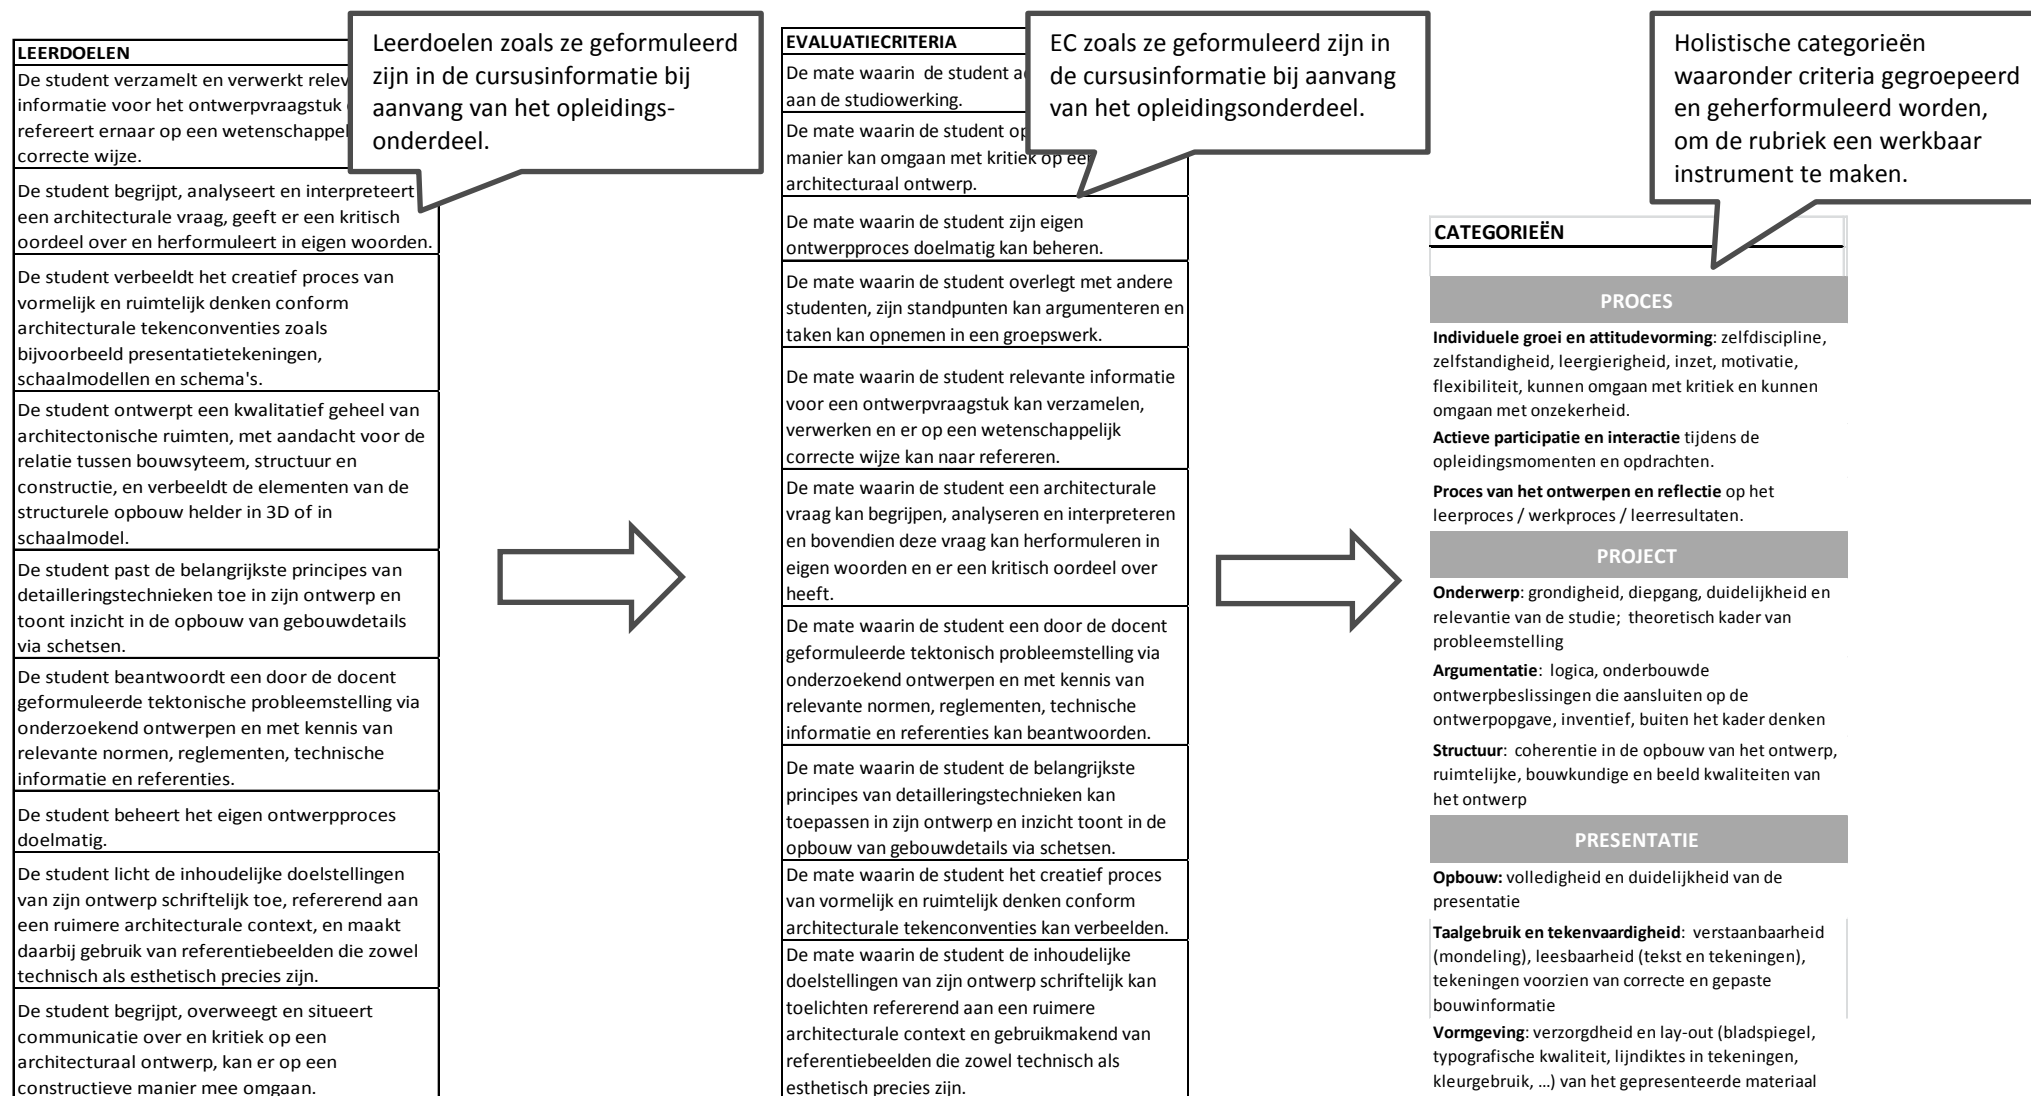 LEERDOELEN
De student verzamelt en verwerkt relev
informatie voor het ontwerpvraagstuk
refereert ernaar op een wetenschappel
correcte wijze.
De student begrijpt, analyseert en interpreteert
een architecturale vraag, geeft er een kritisch
oordeel over en herformuleert in eigen woorden.
De student verbeeldt het creatief proces van
vormelijk en ruimtelijk denken conform
architecturale tekenconventies zoals
bijvoorbeeld presentatietekeningen,
schaalmodellen en schema's.
De student ontwerpt een kwalitatief geheel van
architectonische ruimten, met aandacht voor de
relatie tussen bouwsyteem, structuur en
constructie, en verbeeldt de elementen van de
structurele opbouw helder in 3D of in
schaalmodel.
De student past de belangrijkste principes van
detailleringstechnieken toe in zijn ontwerp en
toont inzicht in de opbouw van gebouwdetails
via schetsen.
De student beantwoordt een door de docent
geformuleerde tektonische probleemstelling via
onderzoekend ontwerpen en met kennis van
relevante normen, reglementen, technische
informatie en referenties.
De student beheert het eigen ontwerpproces
doelmatig.
De student licht de inhoudelijke doelstellingen
van zijn ontwerp schriftelijk toe, refererend aan
een ruimere architecturale context, en maakt
daarbij gebruik van referentiebeelden die zowel
technisch als esthetisch precies zijn.
De student begrijpt, overweegt en situeert
communicatie over en kritiek op een
architecturaal ontwerp, kan er op een
constructieve manier mee omgaan.
Leerdoelen zoals ze geformuleerd
zijn in de cursusinformatie bij
aanvang van het opleidings-
onderdeel.
EVALUATIECRITERIA
De mate waarin de student a
aan de studiowerking.
De mate waarin de student op
manier kan omgaan met kritiek op een
architecturaal ontwerp.
De mate waarin de student zijn eigen
ontwerpproces doelmatig kan beheren.
De mate waarin de student overlegt met andere
studenten, zijn standpunten kan argumenteren en
taken kan opnemen in een groepswerk.
De mate waarin de student relevante informatie
voor een ontwerpvraagstuk kan verzamelen,
verwerken en er op een wetenschappelijk
correcte wijze kan naar refereren.
De mate waarin de student een architecturale
vraag kan begrijpen, analyseren en interpreteren
en bovendien deze vraag kan herformuleren in
eigen woorden en er een kritisch oordeel over
heeft.
De mate waarin de student een door de docent
geformuleerde tektonisch probleemstelling via
onderzoekend ontwerpen en met kennis van
relevante normen, reglementen, technische
informatie en referenties kan beantwoorden.
De mate waarin de student de belangrijkste
principes van detailleringstechnieken kan
toepassen in zijn ontwerp en inzicht toont in de
opbouw van gebouwdetails via schetsen.
De mate waarin de student het creatief proces
van vormelijk en ruimtelijk denken conform
architecturale tekenconventies kan verbeelden.
De mate waarin de student de inhoudelijke
doelstellingen van zijn ontwerp schriftelijk kan
toelichten refererend aan een ruimere
architecturale context en gebruikmakend van
referentiebeelden die zowel technisch als
esthetisch precies zijn.
EC zoals ze geformuleerd zijn in
de cursusinformatie bij aanvang
van het opleidingsonderdeel.
Holistische categorieën
waaronder criteria gegroepeerd
en geherformuleerd worden,
om de rubriek een werkbaar
instrument te maken.
CATEGORIEËN
PROCES
Individuele groei en attitudevorming: zelfdiscipline,
zelfstandigheid, leergierigheid, inzet, motivatie,
flexibiliteit, kunnen omgaan met kritiek en kunnen
omgaan met onzekerheid.
Actieve participatie en interactie tijdens de
opleidingsmomenten en opdrachten.
Proces van het ontwerpen en reflectie op het
leerproces / werkproces / leerresultaten.
PROJECT
Onderwerp: grondigheid, diepgang, duidelijkheid en
relevantie van de studie; theoretisch kader van
probleemstelling
Argumentatie: logica, onderbouwde
ontwerpbeslissingen die aansluiten op de
ontwerpopgave, inventief, buiten het kader denken
Structuur: coherentie in de opbouw van het ontwerp,
ruimtelijke, bouwkundige en beeld kwaliteiten van
het ontwerp
PRESENTATIE
Opbouw: volledigheid en duidelijkheid van de
presentatie
Taalgebruik en tekenvaardigheid: verstaanbaarheid
(mondeling), leesbaarheid (tekst en tekeningen),
tekeningen voorzien van correcte en gepaste
bouwinformatie
Vormgeving: verzorgdheid en lay-out (bladspiegel,
typografische kwaliteit, lijndiktes in tekeningen,
kleurgebruik, …) van het gepresenteerde materiaal